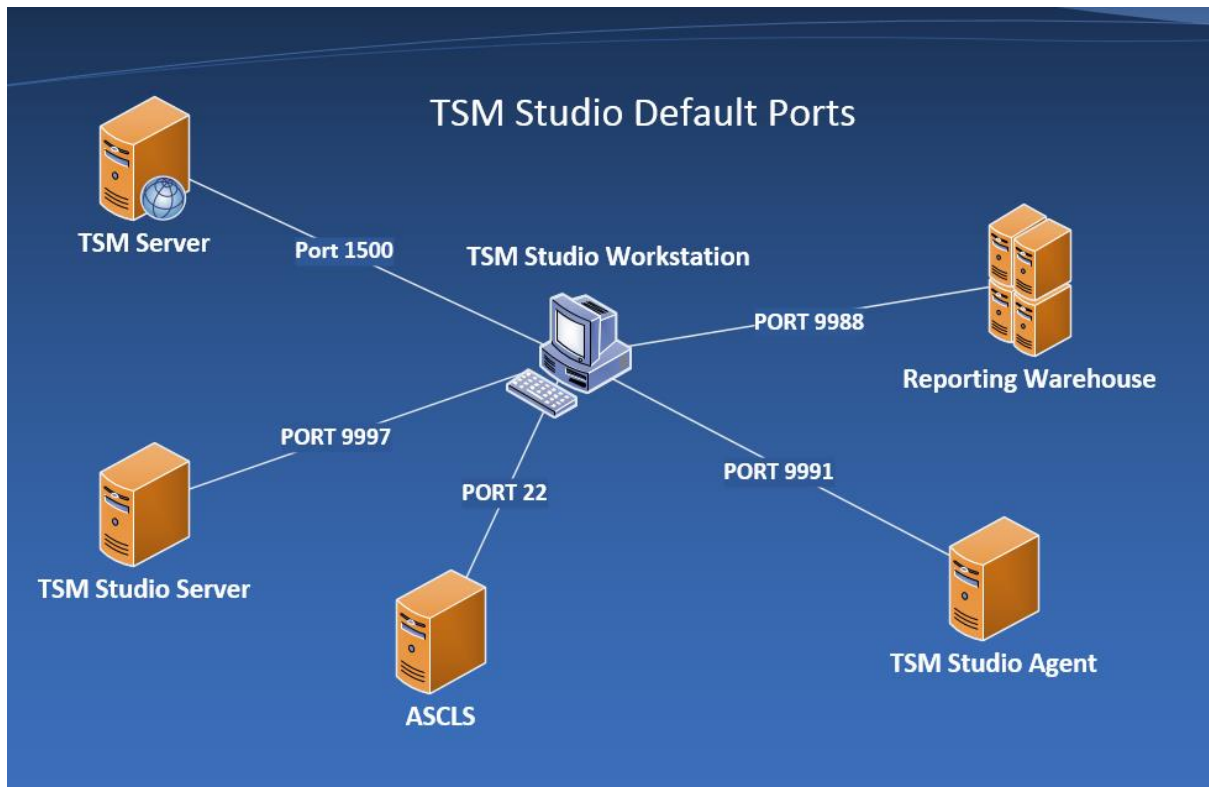 TSM Studio Default Ports
TSM Server
Port 1500
TSM Studio Workstation
PORT 9988
Reporting Warehouse
PORT 9997
PORT 22
PORT 9991
TSM Studio Server
ASCLS
TSM Studio Agent